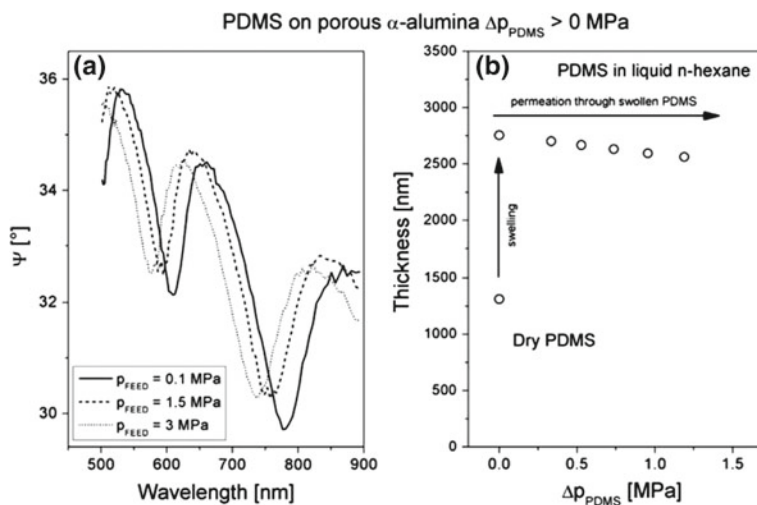 PDMS on porous α-alumina Δp_PDMS > 0 MPa
(a)
36
34
32
30
Ψ [°]
p_FEED = 0.1 MPa
p_FEED = 1.5 MPa
p_FEED = 3 MPa
500 600 700 800 900
Wavelength [nm]
(b)
PDMS in liquid n-hexane
permeation through swollen PDMS
swelling
Dry PDMS
3500
3000
2500
2000
1500
1000
500
0
Thickness [nm]
0.0 0.5 1.0 1.5
Δp_PDMS [MPa]